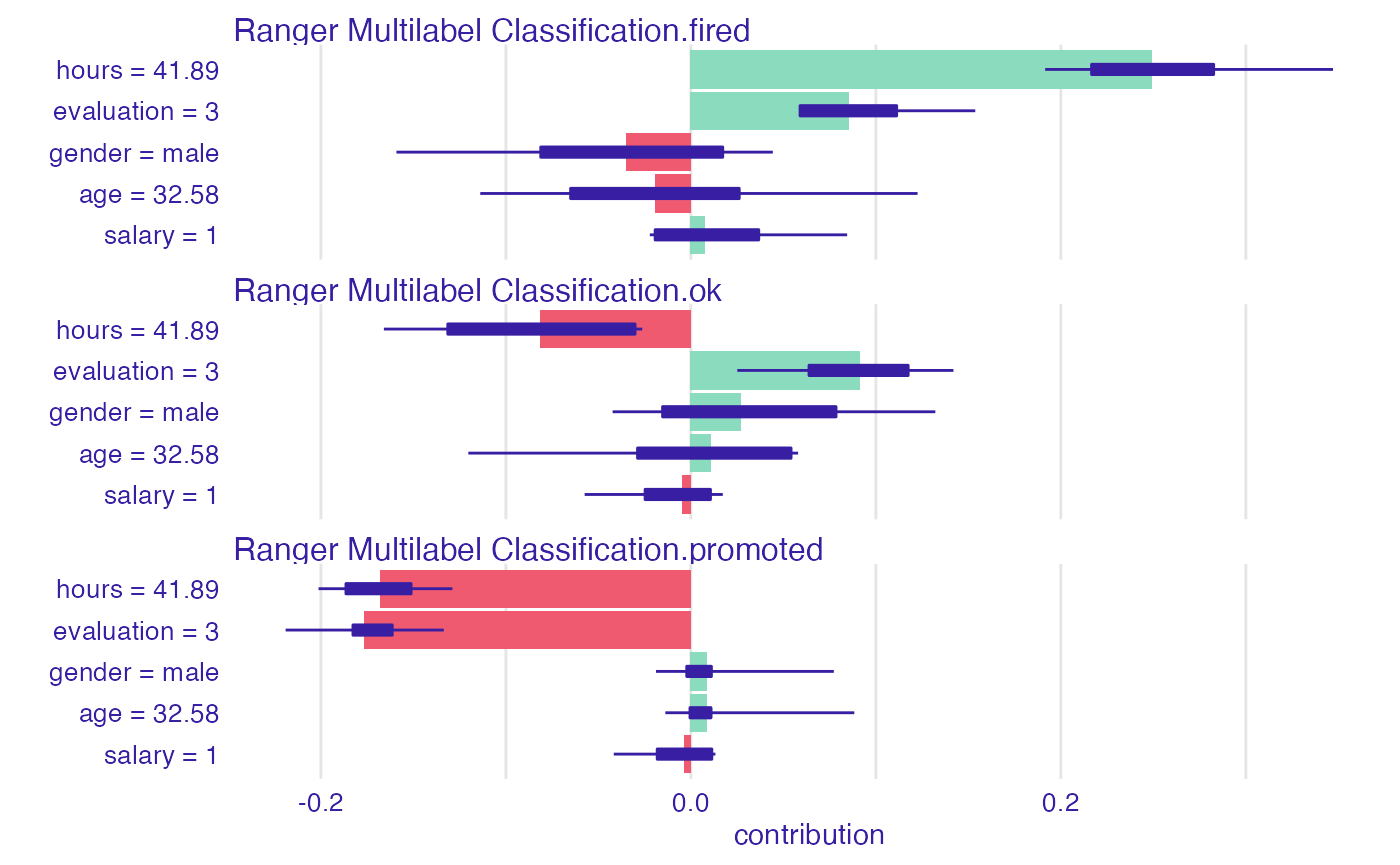 Ranger Multilabel Classification.fired
hours = 41.89
evaluation = 3
gender = male
age = 32.58
salary = 1
Ranger Multilabel Classification.ok
hours = 41.89
evaluation = 3
gender = male
age = 32.58
salary = 1
Ranger Multilabel Classification.promoted
hours = 41.89
evaluation = 3
gender = male
age = 32.58
salary = 1
-0.2 0.0 0.2
contribution